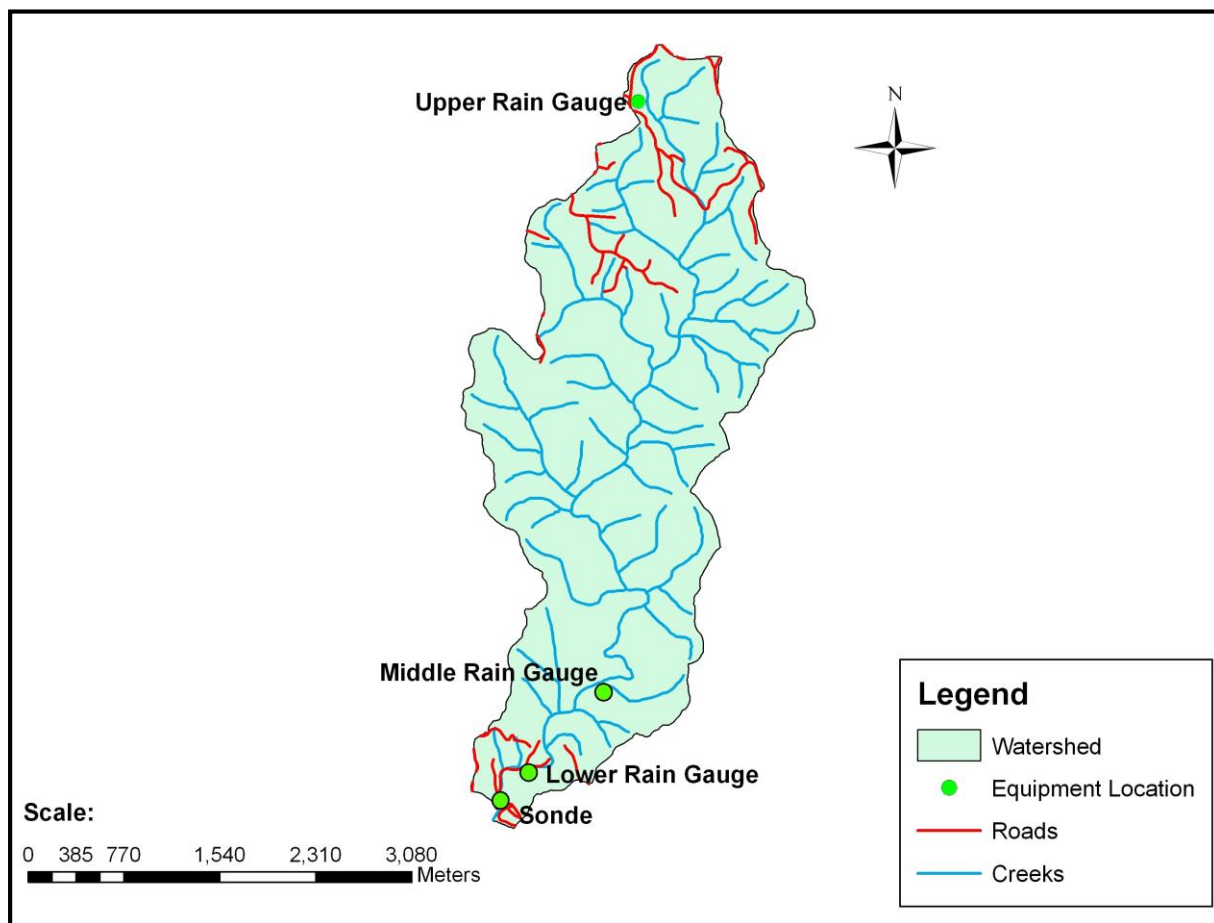 Upper Rain Gauge
N
Middle Rain Gauge
Lower Rain Gauge
Sonde
Scale:
0 385 770 1,540 2,310 3,080
Meters
Legend
Watershed
Equipment Location
Roads
Creeks